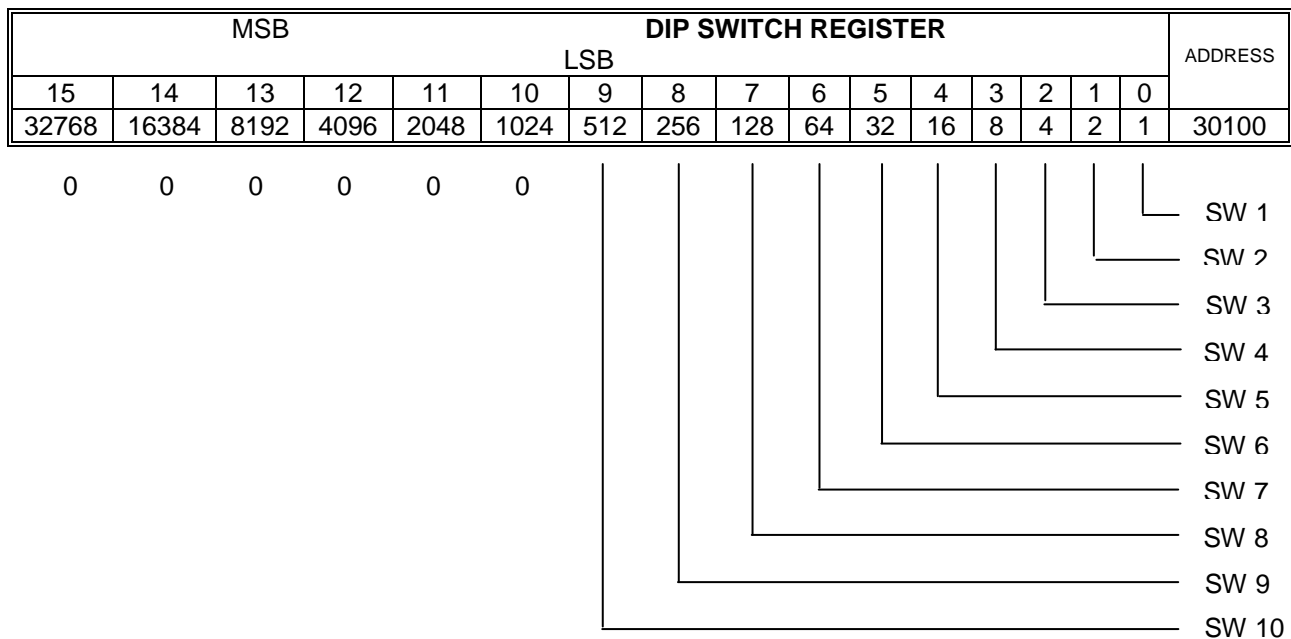 MSB DIP SWITCH REGISTER
LSB
ADDRESS
15 14 13 12 11 10 9 8 7 6 5 4 3 2 1 0
32768 16384 8192 4096 2048 1024 512 256 128 64 32 16 8 4 2 1 30100
0 0 0 0 0 0
SW 1
SW 2
SW 3
SW 4
SW 5
SW 6
SW 7
SW 8
SW 9
SW 10